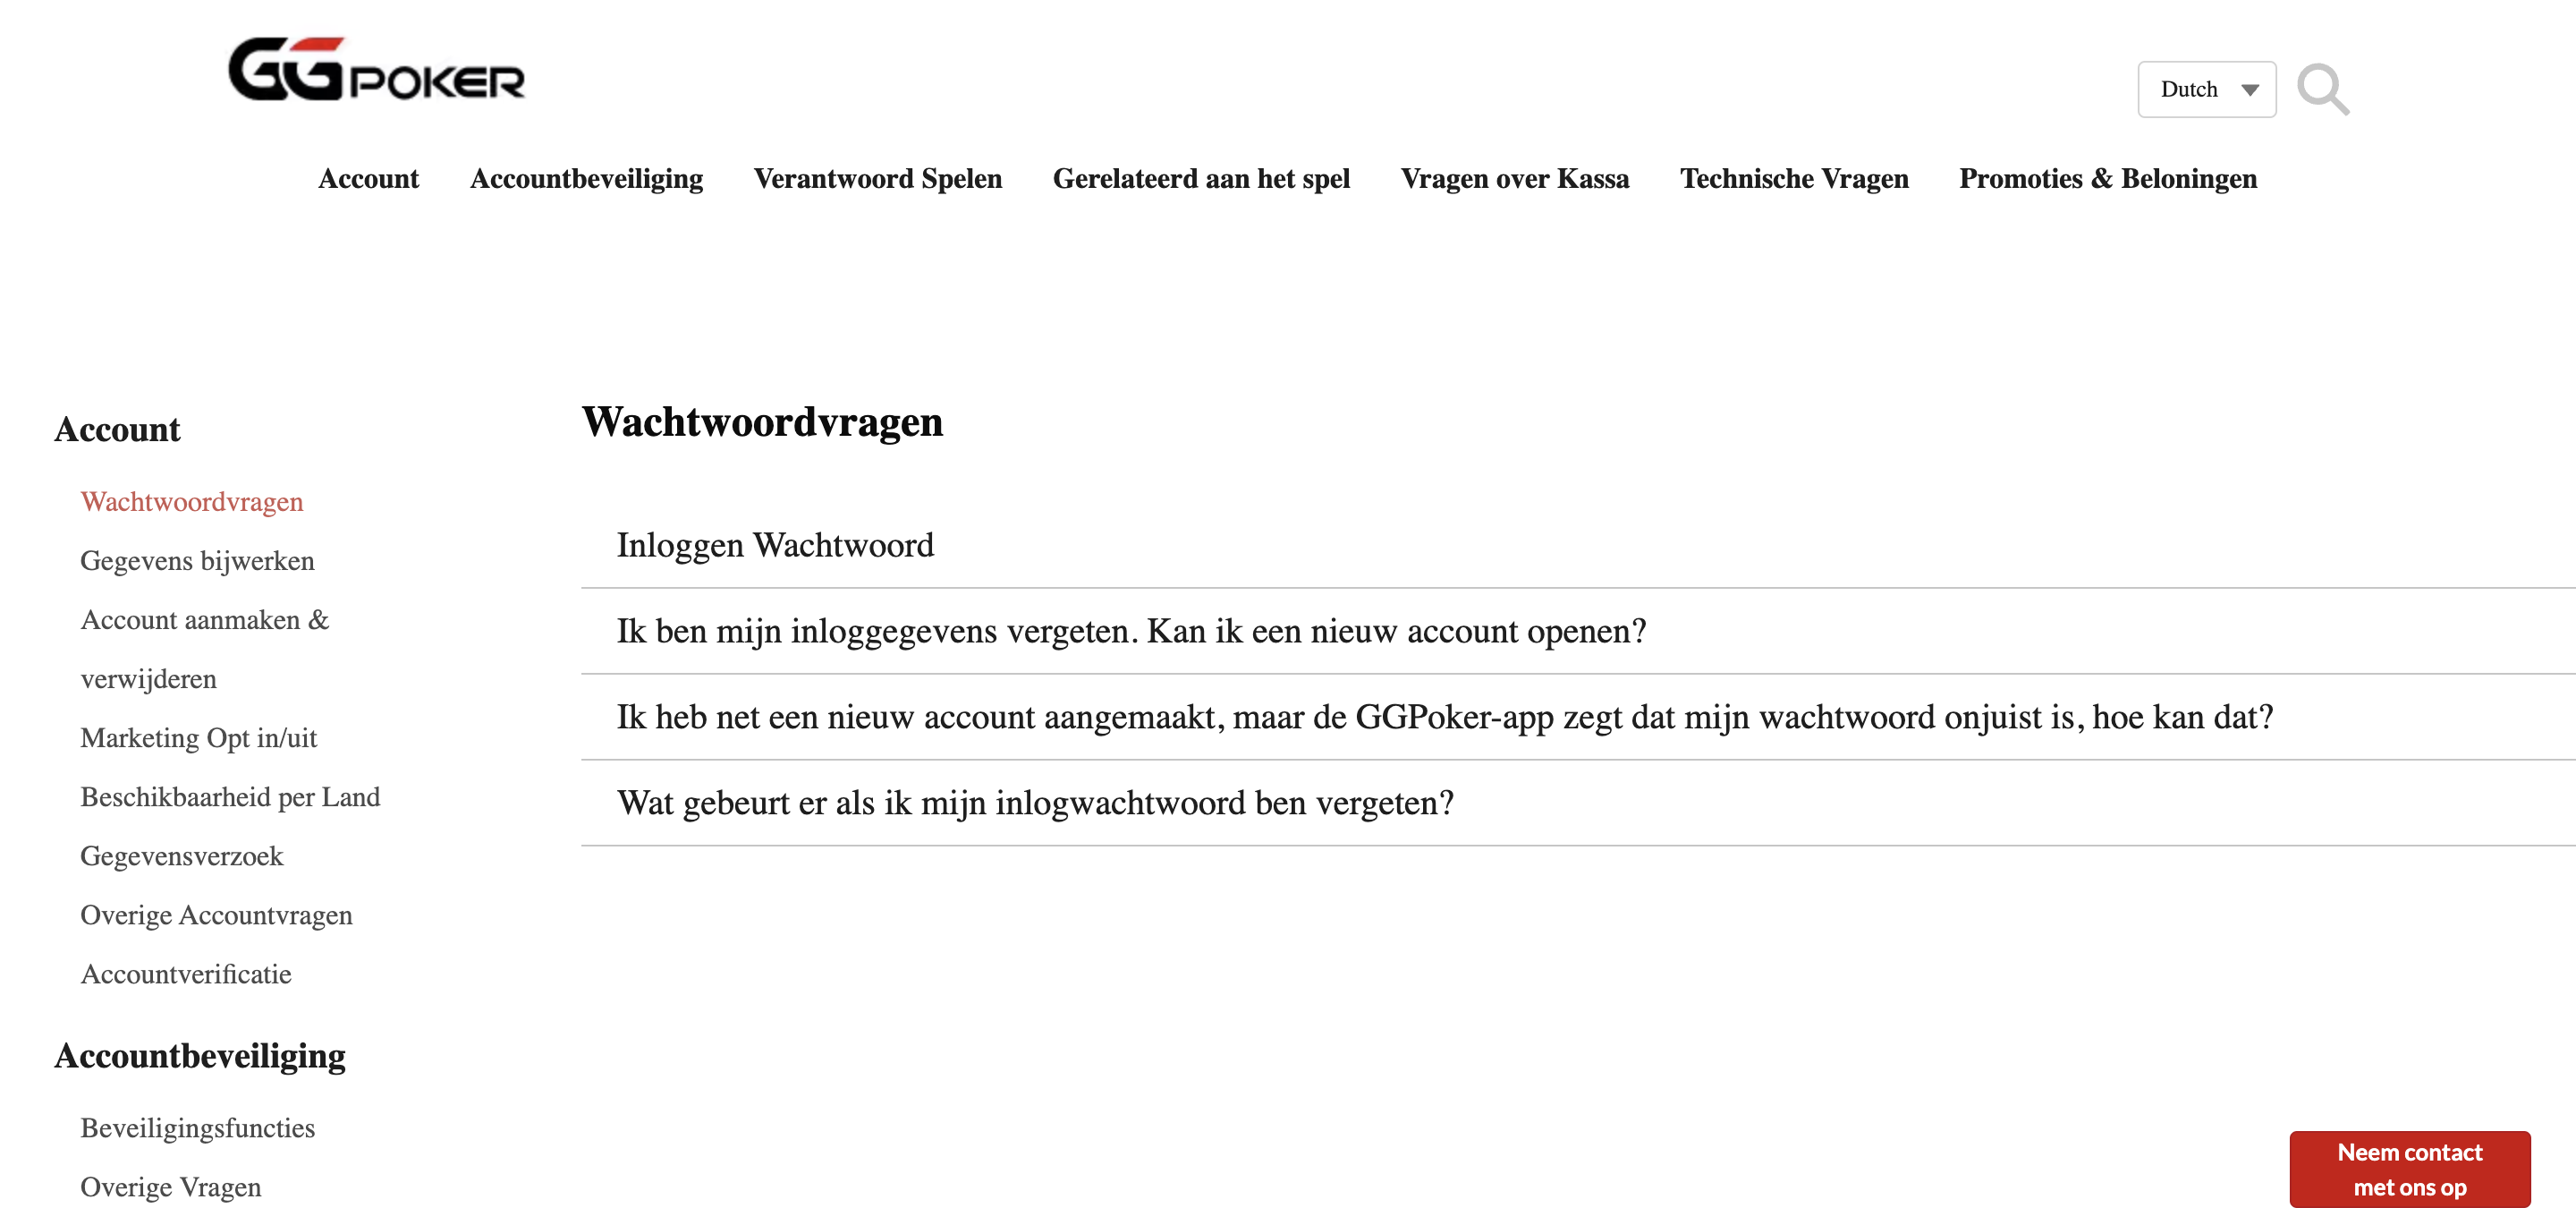 GGPOKER
Dutch
Account
Accountbeveiliging
Verantwoord Spelen
Gerelateerd aan het spel
Vragen over Kassa
Technische Vragen
Promoties & Beloningen
Account
Wachtwoordvragen
Gegevens bijwerken
Account aanmaken &
verwijderen
Marketing Opt in/uit
Beschikbaarheid per Land
Gegevensverzoek
Overige Accountvragen
Accountverificatie
Accountbeveiliging
Beveiligingsfuncties
Overige Vragen
Wachtwoordvragen
Inloggen Wachtwoord
Ik ben mijn inloggegevens vergeten. Kan ik een nieuw account openen?
Ik heb net een nieuw account aangemaakt, maar de GGPoker-app zegt dat mijn wachtwoord onjuist is, hoe kan dat?
Wat gebeurt er als ik mijn inlogwachtwoord ben vergeten?
Neem contact
met ons op